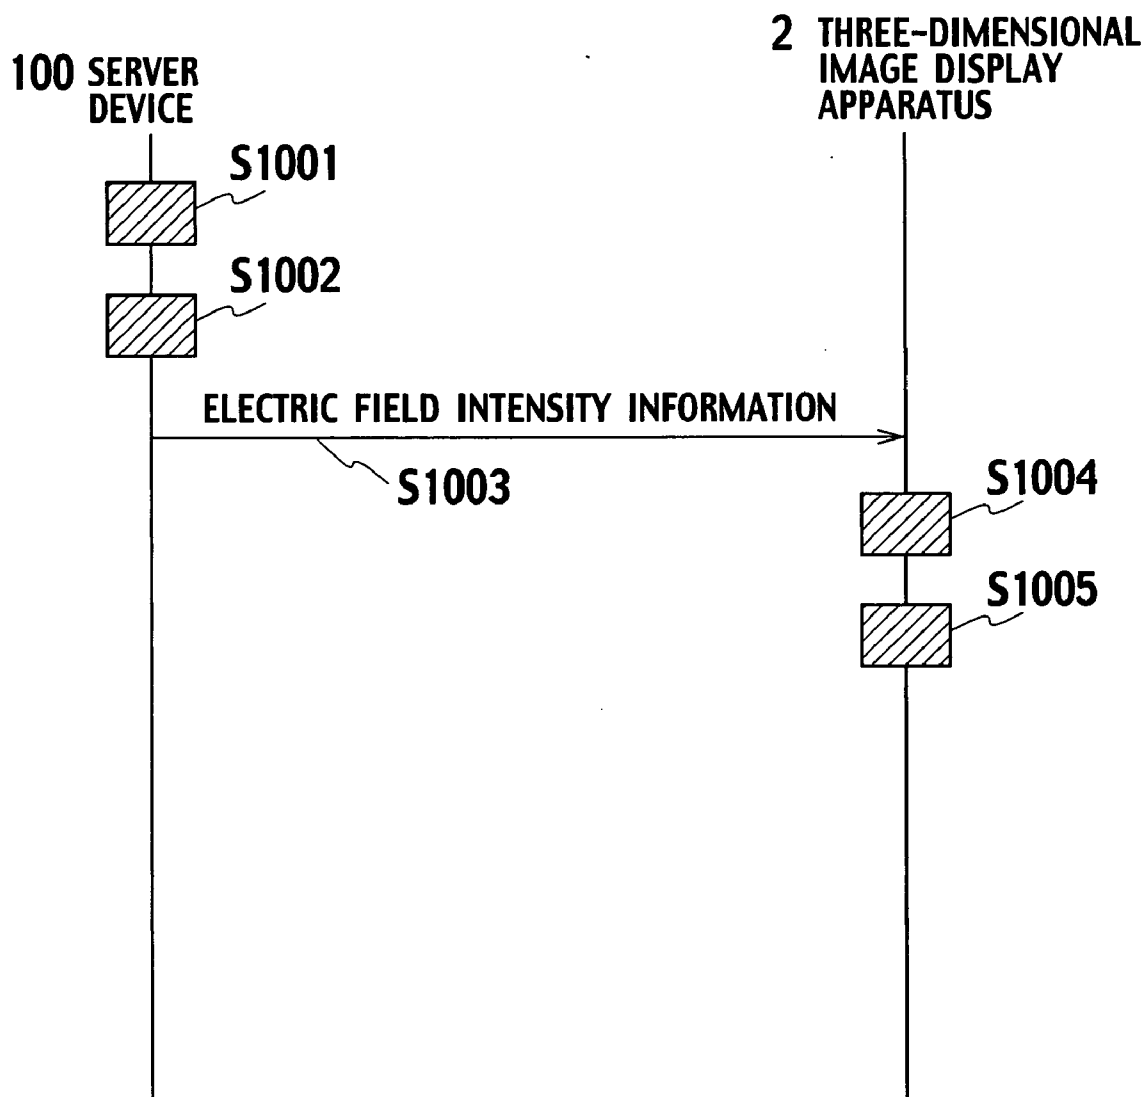 100 SERVER
DEVICE
2 THREE-DIMENSIONAL
IMAGE DISPLAY
APPARATUS
S1001
S1002
ELECTRIC FIELD INTENSITY INFORMATION
S1003
S1004
S1005